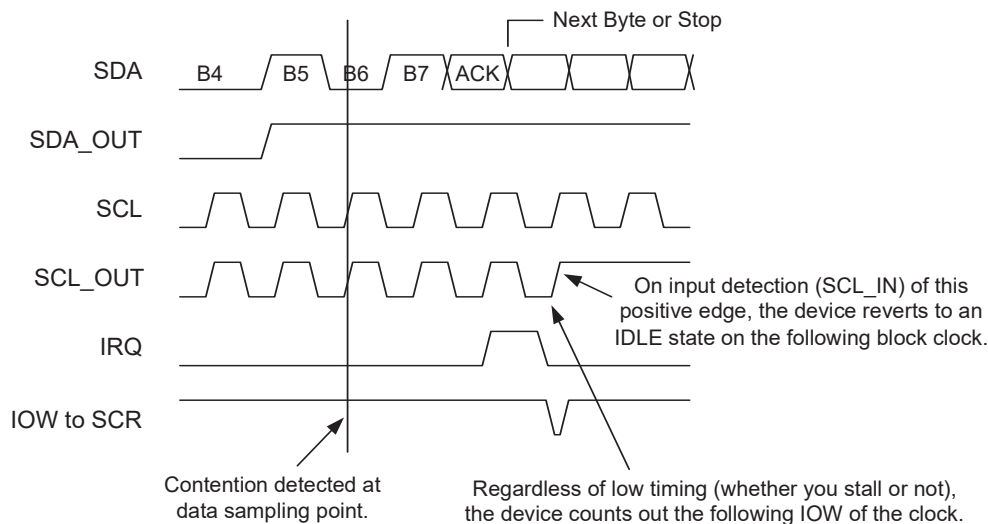 Next Byte or Stop
SDA B4 B5 B6 B7 ACK
SDA_OUT
SCL
SCL_OUT
On input detection (SCL_IN) of this
positive edge, the device reverts to an
IDLE state on the following block clock.
IRQ
IOW to SCR
Contention detected at
data sampling point.
Regardless of low timing (whether you stall or not),
the device counts out the following IOW of the clock.